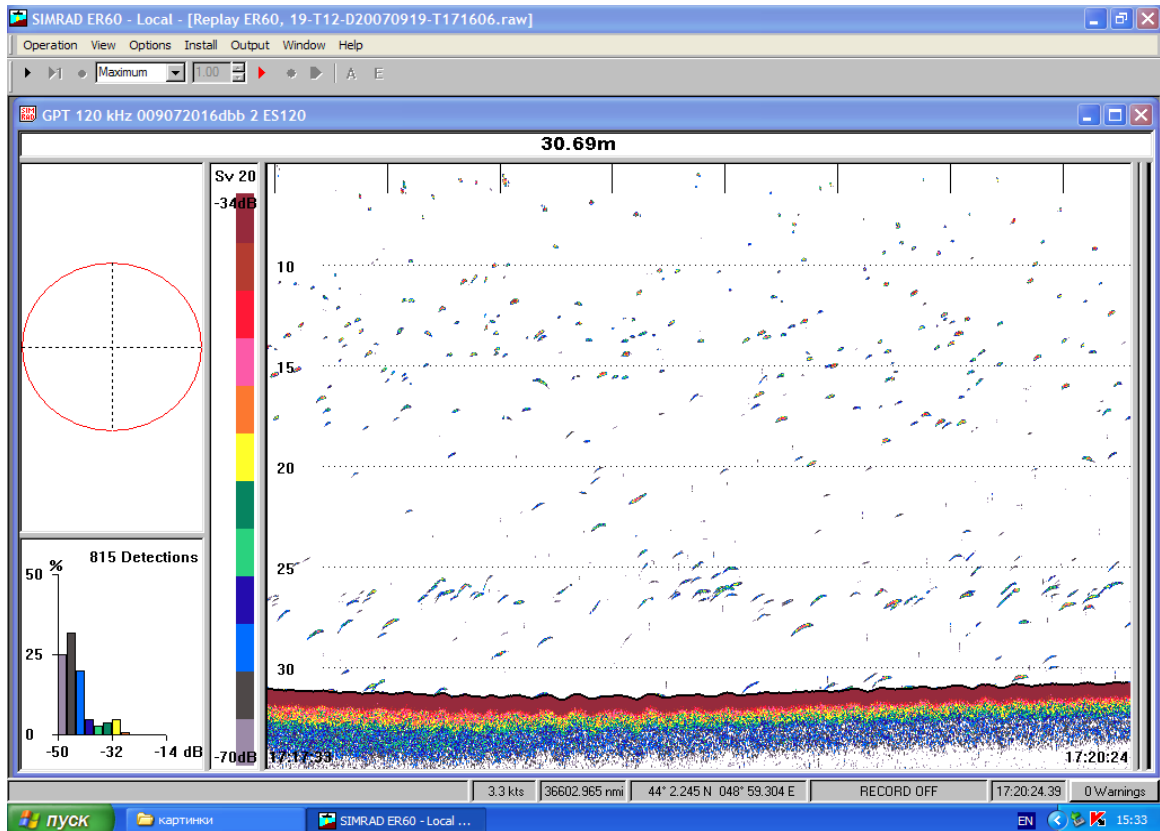 SIMRAD ER60 - Local - [Replay ER60, 19-T12-D20070919-T171606.raw]
Operation View Options Install Output Window Help
Maximum 1.00 A E
SIM RAD GPT 120 kHz 009072016dbb 2 ES120
30.69m
Sv 20
-34dB
10
15
20
25
30
815 Detections
%
50
25
0
-50 -32 -14 dB
-70dB 17:17:33 17:20:24
3.3 kts 36602.965 nmi 44° 2.245 N 048° 59.304 E RECORD OFF 17:20:24.39 0 Warnings
пуск картинки SIMRAD ER60 - Local ... EN 15:33